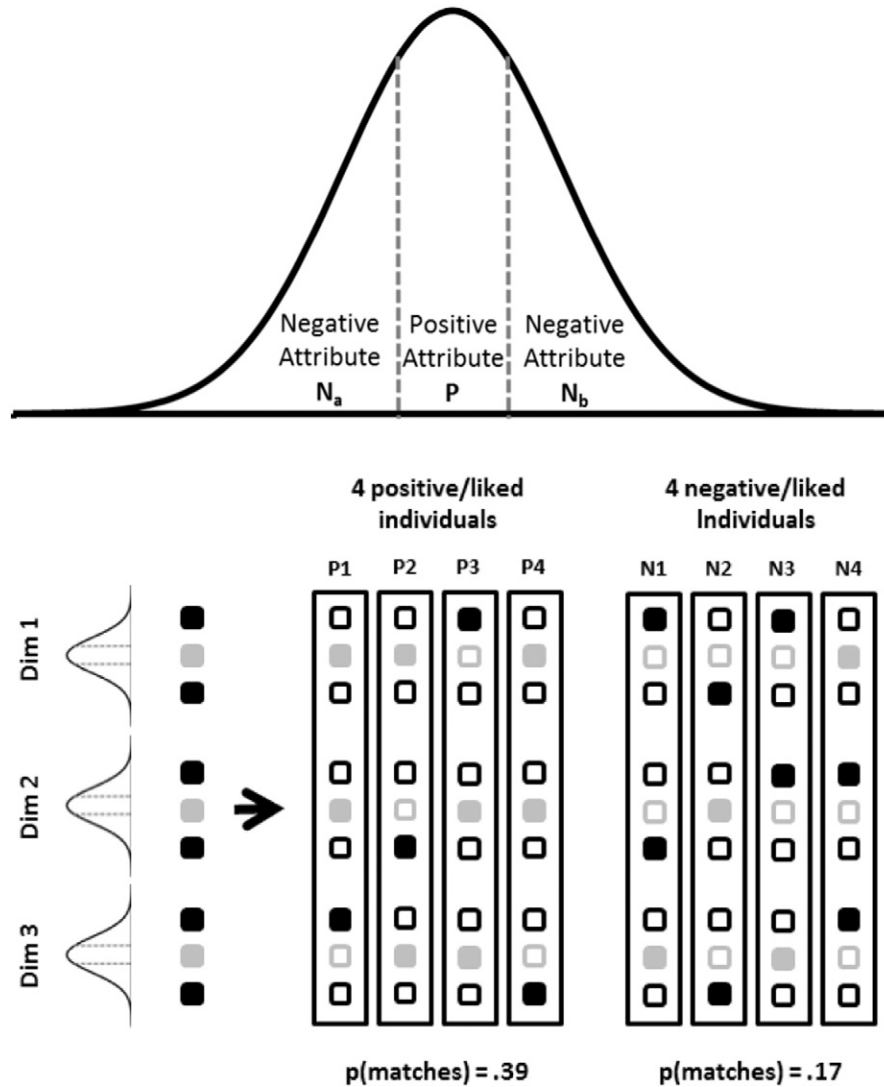 Negative Positive Negative
Attribute Attribute Attribute
Na P Nb
4 positive/liked 4 negative/liked
individuals Individuals
P1 P2 P3 P4 N1 N2 N3 N4
Dim 1
Dim 2
Dim 3
p(matches) = .39 p(matches) = .17